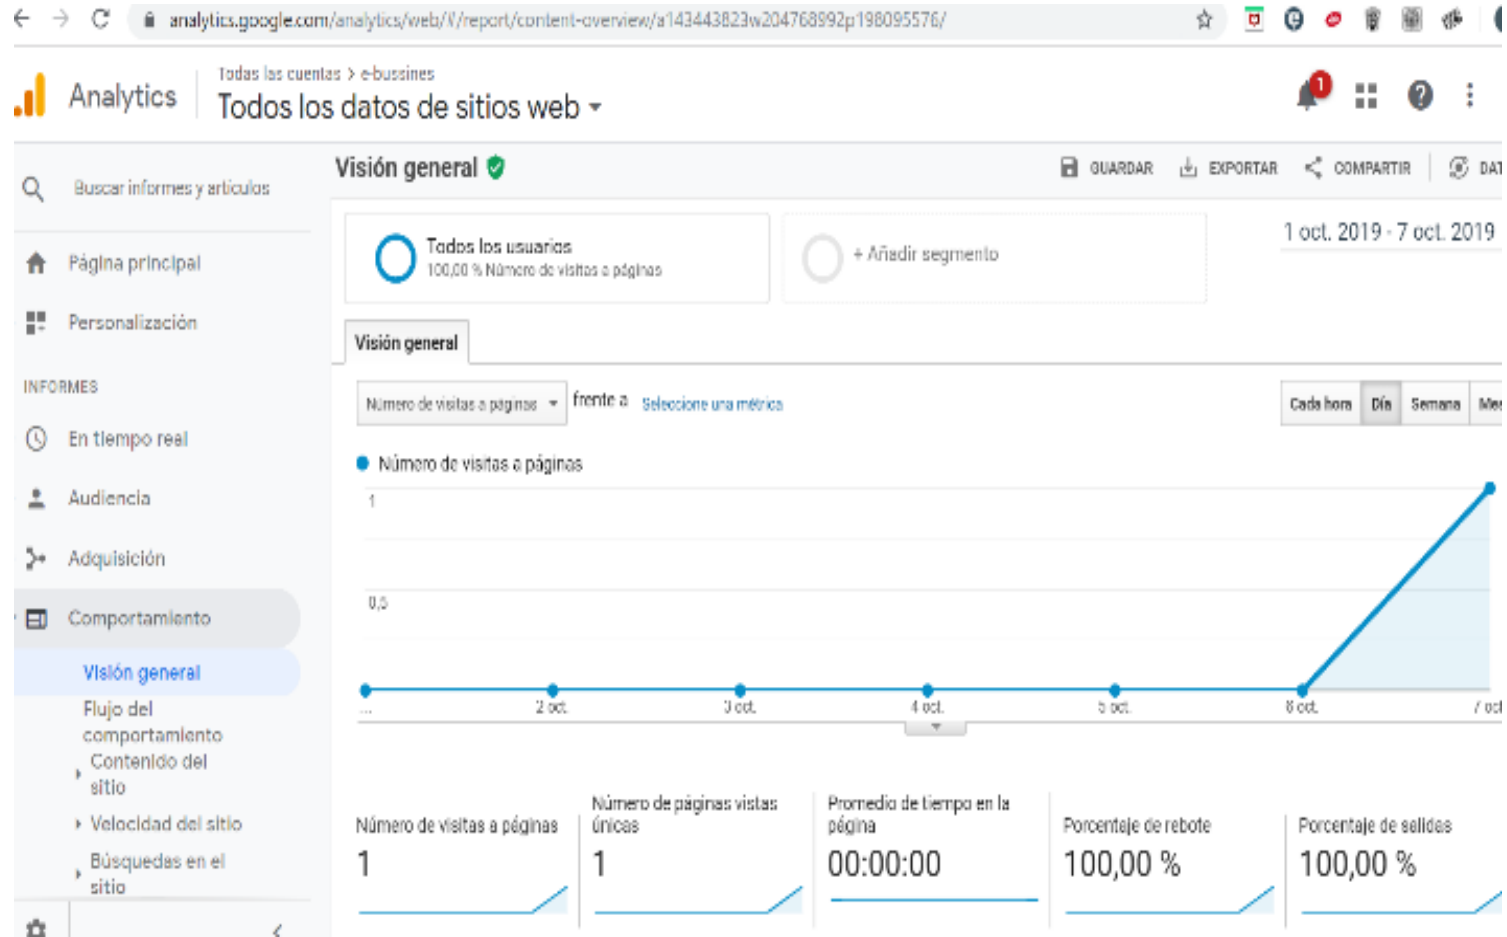 analytics.google.com/analytics/web/#/report/content-overview/a143443823w204768992p198095576/
Analytics
Todas las cuentas > e-bussines
Todos los datos de sitios web
1
Buscar informes y artículos
Página principal
Personalización
INFORMES
En tiempo real
Audiencia
Adquisición
Comportamiento
Visión general
Flujo del
comportamiento
Contenido del
sitio
Velocidad del sitio
Búsquedas en el
sitio
Visión general
GUARDAR
EXPORTAR
COMPARTIR
DAT
Todos los usuarios
100,00 % Número de visitas a páginas
+ Añadir segmento
1 oct. 2019 - 7 oct. 2019
Visión general
Número de visitas a páginas
frente a
Seleccione una métrica
Cada hora
Día
Semana
Mes
Número de visitas a páginas
1
0,5
...
2 oct.
3 oct.
4 oct.
5 oct.
6 oct.
7 oct
Número de visitas a páginas
1
Número de páginas vistas
únicas
1
Promedio de tiempo en la
página
00:00:00
Porcentaje de rebote
100,00 %
Porcentaje de salidas
100,00 %